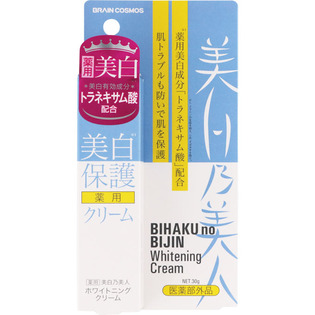 BRAIN COSMOS
薬用
美白
美白有効成分
トラネキサム酸
配合
美白
保護
薬用
クリーム
[薬用]美白乃美人
ホワイトニング
クリーム
"薬用美白成分"「トラネキサム酸」配合
肌トラブルも防いで肌を保護
美白乃美人
BIHAKU no
BIJIN
Whitening
Cream
NET 30g
医薬部外品